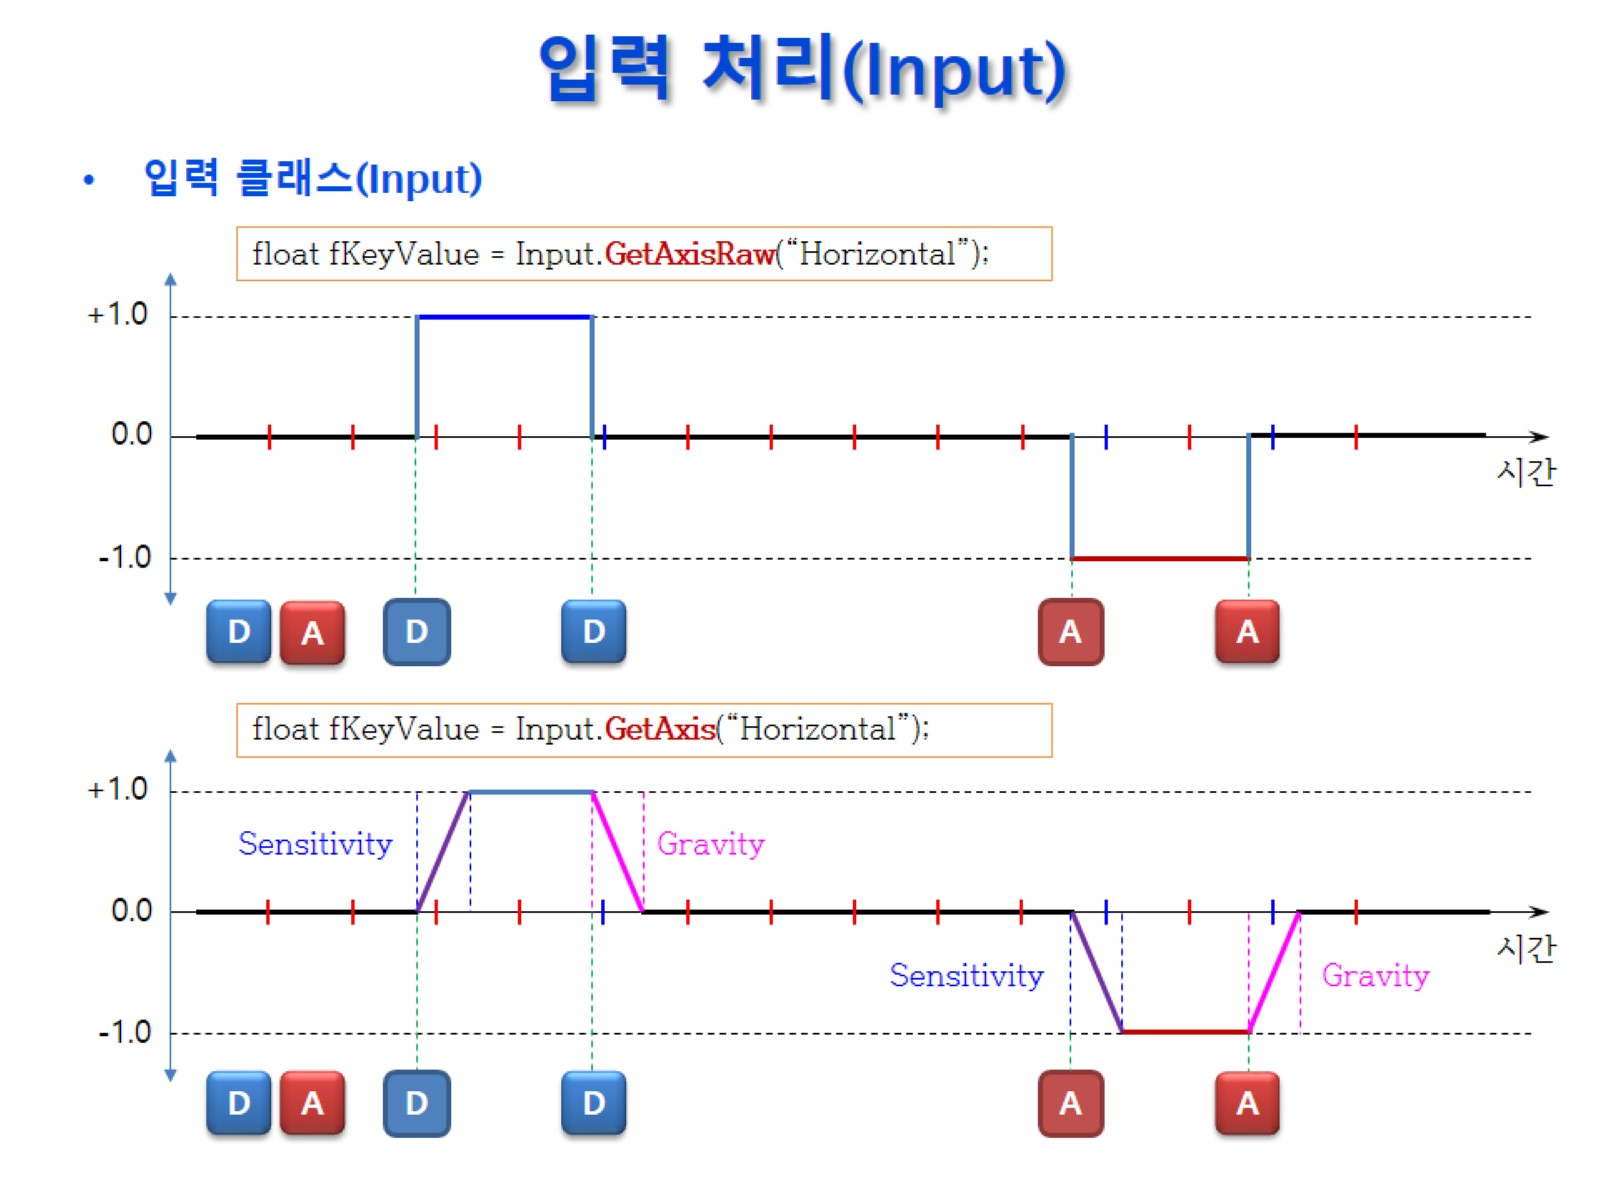 입력 처리(Input)
• 입력 클래스(Input)
float fKeyValue = Input.GetAxisRaw(“Horizontal”);
+1.0
0.0
시간
-1.0
D A D D A A
float fKeyValue = Input.GetAxis(“Horizontal”);
+1.0
Sensitivity Gravity
0.0
시간
Sensitivity Gravity
-1.0
D A D D A A